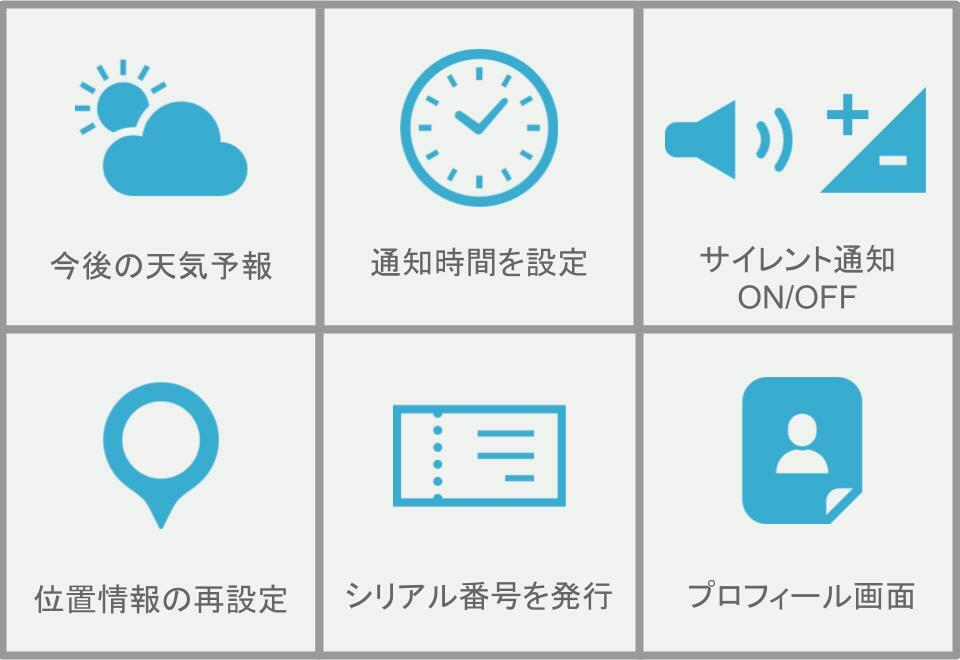 今後の天気予報
通知時間を設定
サイレント通知
ON/OFF
位置情報の再設定
シリアル番号を発行
プロフィール画面